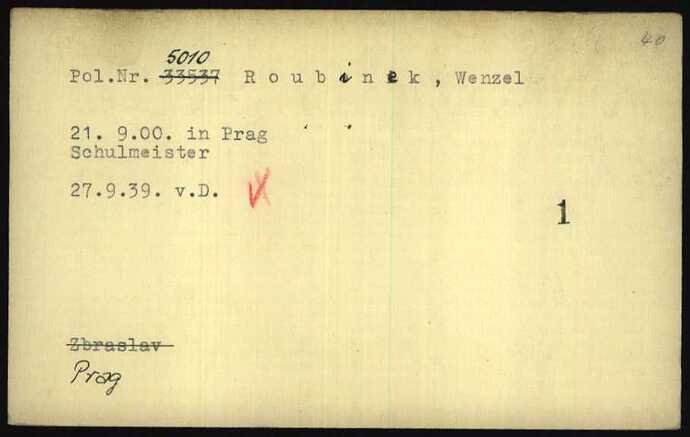 40
5010
Pol.Nr. 33537 Roubinek, Wenzel
21. 9.00. in Prag
Schulmeister
27.9.39. v.D.
1
Zbraslav
Prag